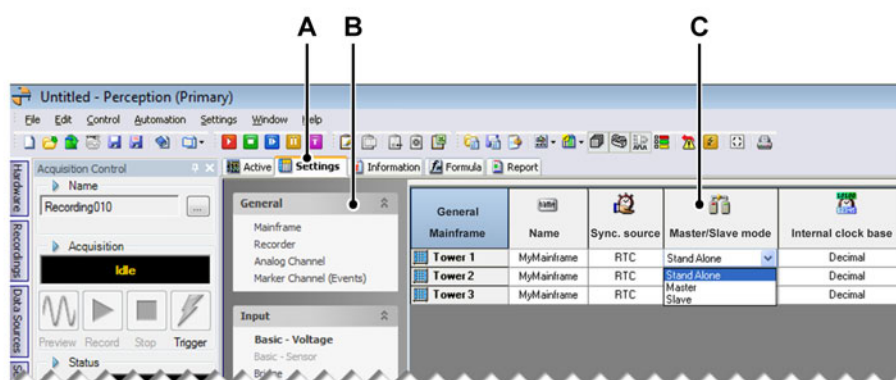 A B C
Untitled - Perception (Primary)
File Edit Control Automation Settings Window Help
Active Settings Information Formula Report
Hardware
Recordings
Data Sources
Acquisition Control
Name
Recording010
...
Acquisition
Idle
Preview Record Stop Trigger
Status
General
Mainframe
Recorder
Analog Channel
Marker Channel (Events)
Input
Basic - Voltage
Basic - Sensor
Bridge
General Mainframe Name Sync. source Master/Slave mode Internal clock base
Tower 1 MyMainframe RTC Stand Alone Decimal
Tower 2 MyMainframe RTC Decimal
Tower 3 MyMainframe RTC Decimal
Stand Alone
Master
Slave